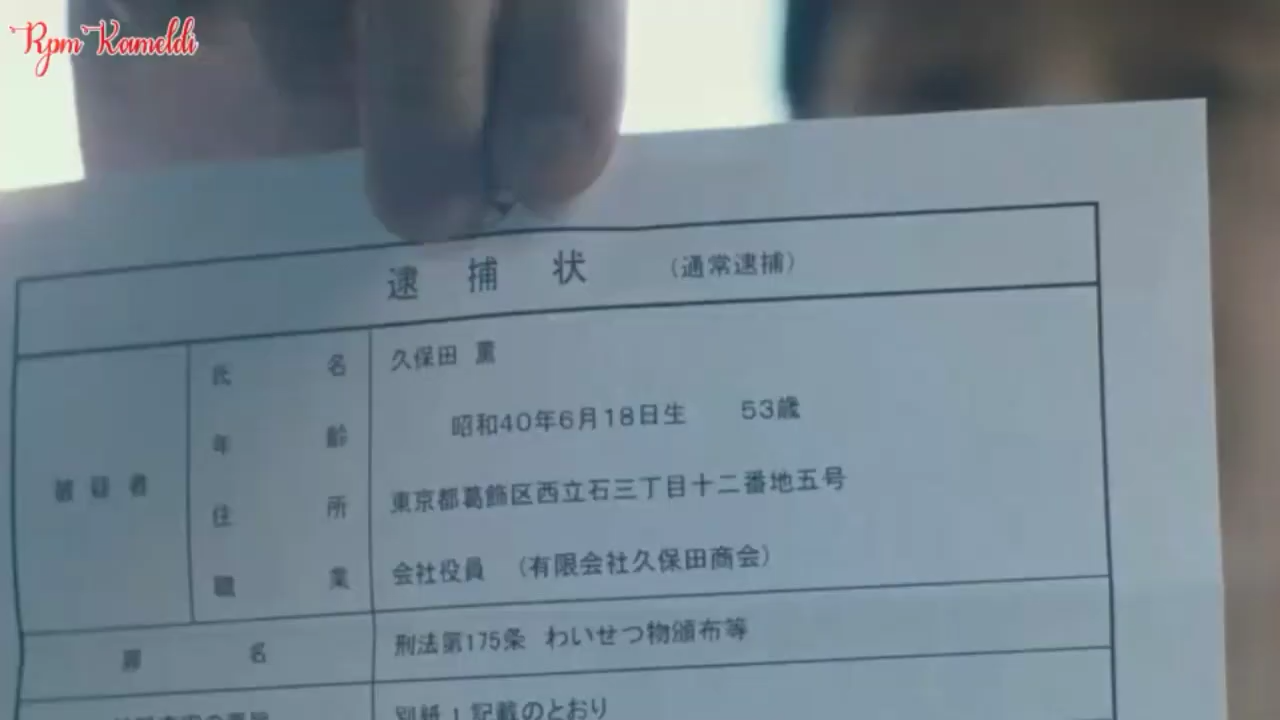 Rpm Kameldi
逮捕状 (通常逮捕)
被疑者
氏名 久保田 薫
年齢 昭和40年6月18日生 53歳
住所 東京都葛飾区西立石三丁目十二番地五号
職業 会社役員 (有限会社久保田商会)
罪名 刑法第175条 わいせつ物頒布等
別紙1記載のとおり